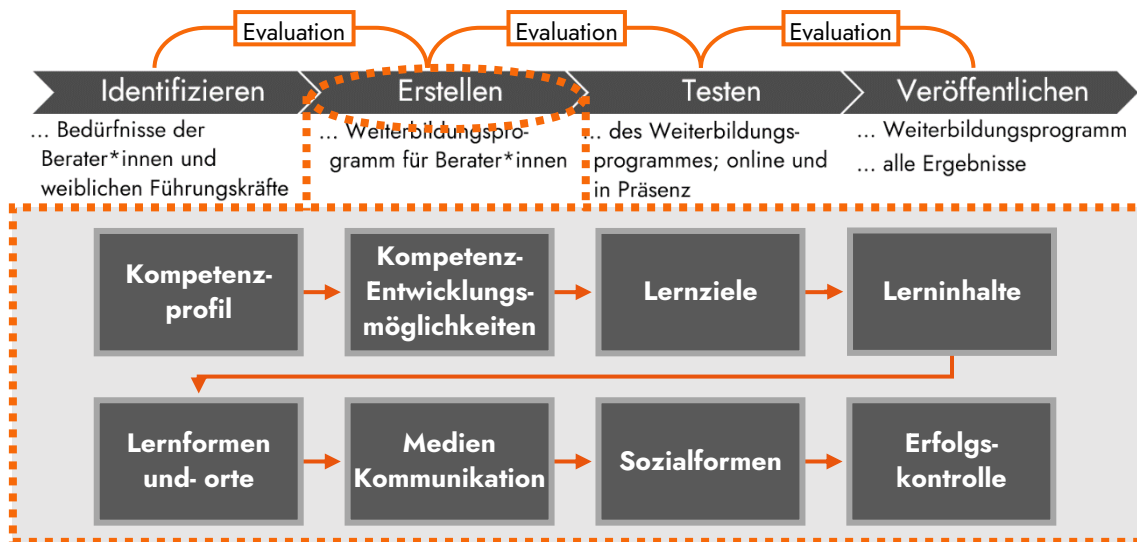 Evaluation
Evaluation
Evaluation
Identifizieren
Erstellen
Testen
Veröffentlichen
... Bedürfnisse der
Berater*innen und
weiblichen Führungskräfte
... Weiterbildungspro-
gramm für Berater*innen
... des Weiterbildungs-
programmes; online und
in Präsenz
... Weiterbildungsprogramm
... alle Ergebnisse
Kompetenz-
profil
Kompetenz-
Entwicklungs-
möglichkeiten
Lernziele
Lerninhalte
Lernformen
und- orte
Medien
Kommunikation
Sozialformen
Erfolgs-
kontrolle